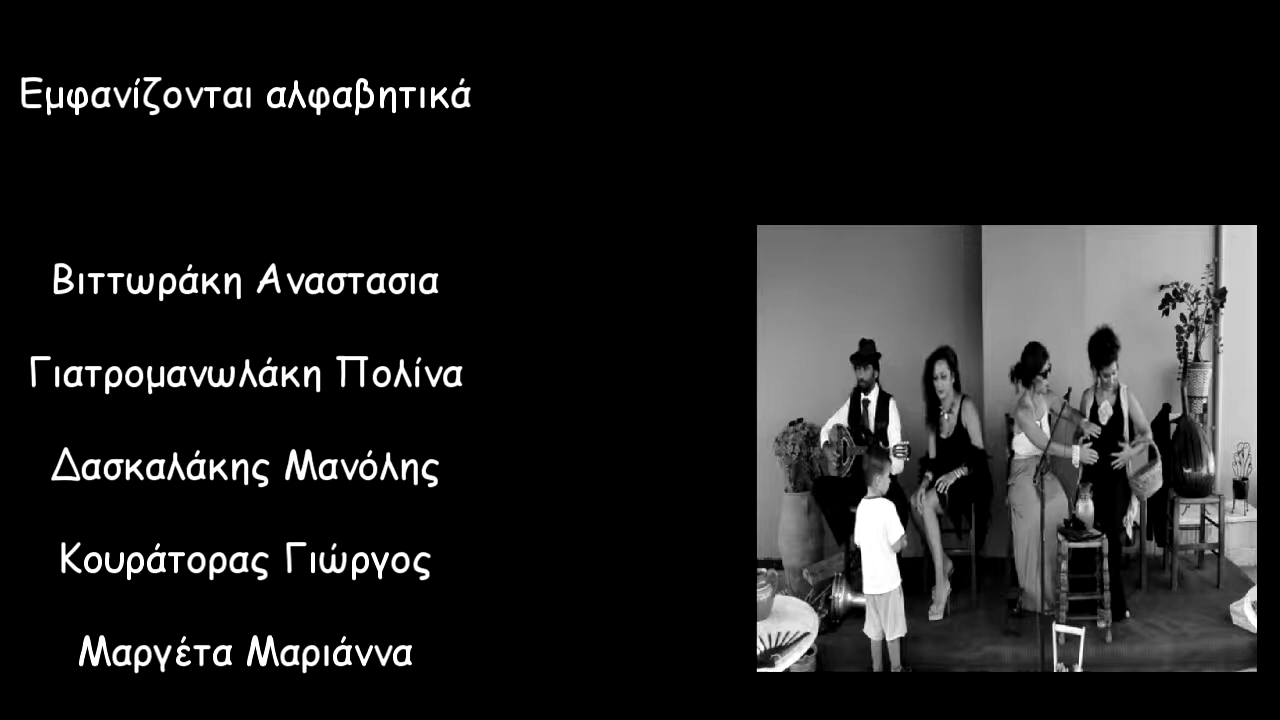 Εμφανίζονται αλφαβητικά
Βιττωράκη Αναστασια
Γιατρομανωλάκη Πολίνα
Δασκαλάκης Μανόλης
Κουράτορας Γιώργος
Μαργέτα Μαριάννα